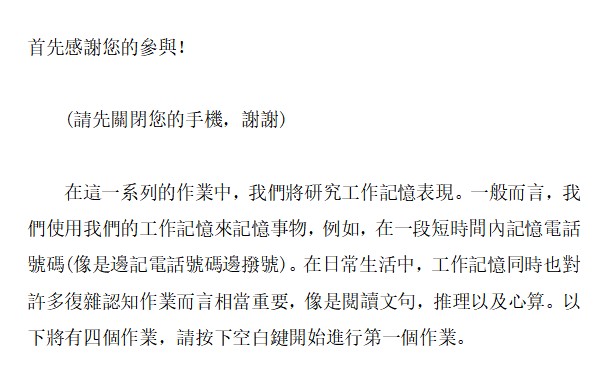 首先感謝您的參與!
(請先關閉您的手機，謝謝)
在這一系列的作業中，我們將研究工作記憶表現。一般而言，我
們使用我們的工作記憶來記憶事物，例如，在一段短時間內記憶電話
號碼(像是邊記電話號碼邊撥號)。在日常生活中，工作記憶同時也對
許多復雜認知作業而言相當重要，像是閱讀文句，推理以及心算。以
下將有四個作業，請按下空白鍵開始進行第一個作業。